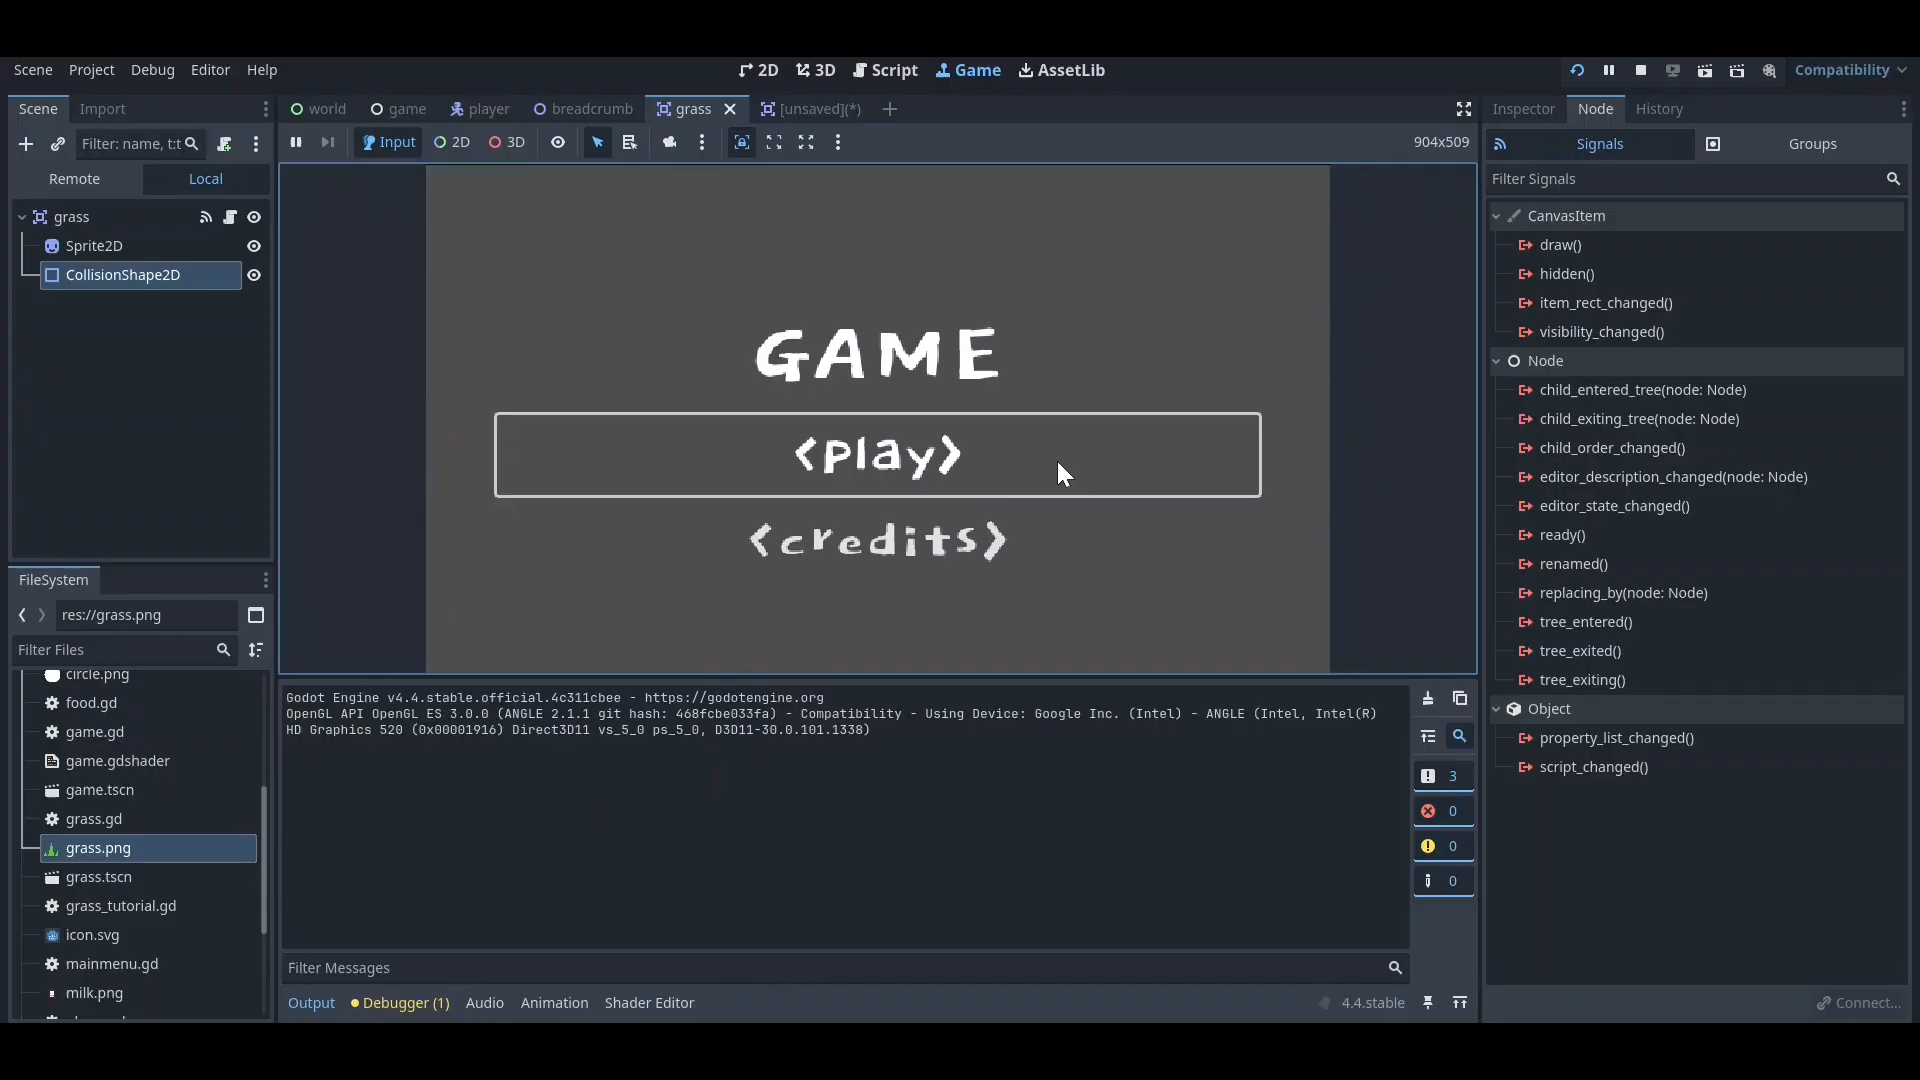 Scene Project Debug Editor Help
2D 3D Script Game AssetLib
Compatibility
Scene Import
world game player breadcrumb grass [unsaved](*)
Inspector Node History
Filter: name, t:t
Input 2D 3D
904x509
Signals Groups
Remote Local
Filter Signals
grass
Sprite2D
CollisionShape2D
GAME
<play>
<credits>
CanvasItem
draw()
hidden()
item_rect_changed()
visibility_changed()
Node
child_entered_tree(node: Node)
child_exiting_tree(node: Node)
child_order_changed()
editor_description_changed(node: Node)
editor_state_changed()
ready()
renamed()
replacing_by(node: Node)
tree_entered()
tree_exited()
tree_exiting()
Object
property_list_changed()
script_changed()
FileSystem
res://grass.png
Filter Files
circle.png
food.gd
game.gd
game.gdshader
game.tscn
grass.gd
grass.png
grass.tscn
grass_tutorial.gd
icon.svg
mainmenu.gd
milk.png
Godot Engine v4.4.stable.official.4c311cbee - https://godotengine.org
OpenGL API OpenGL ES 3.0.0 (ANGLE 2.1.1 git hash: 468fcbe033fa) - Compatibility - Using Device: Google Inc. (Intel) - ANGLE (Intel, Intel(R)
HD Graphics 520 (0x00001916) Direct3D11 vs_5_0 ps_5_0, D3D11-30.0.101.1338)
3
0
0
0
Filter Messages
Output Debugger (1) Audio Animation Shader Editor
4.4.stable
Connect...